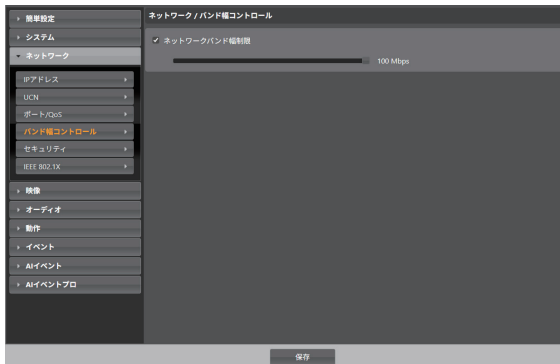 簡単設定
システム
ネットワーク
IPアドレス
UCN
ポート/QoS
バンド幅コントロール
セキュリティ
IEEE 802.1X
映像
オーディオ
動作
イベント
AIイベント
AIイベントプロ
ネットワーク / バンド幅コントロール
ネットワークバンド幅制限
100 Mbps
保存